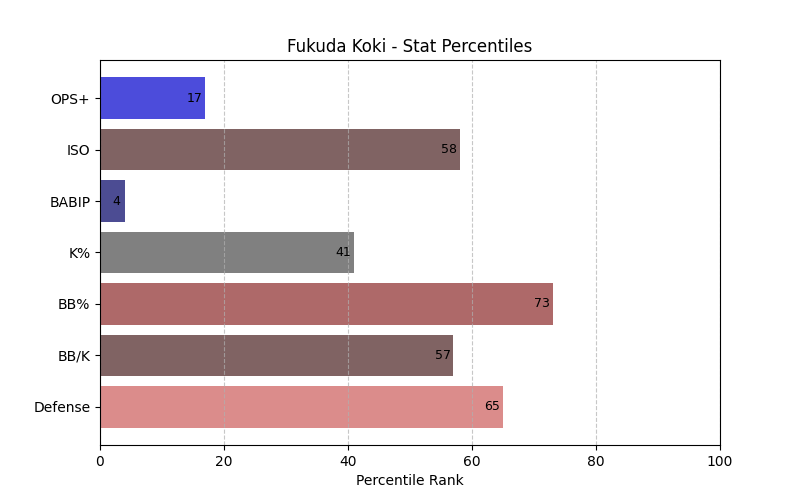 Fukuda Koki - Stat Percentiles
OPS+ 17
ISO 58
BABIP 4
K% 41
BB% 73
BB/K 57
Defense 65
0 20 40 60 80 100
Percentile Rank